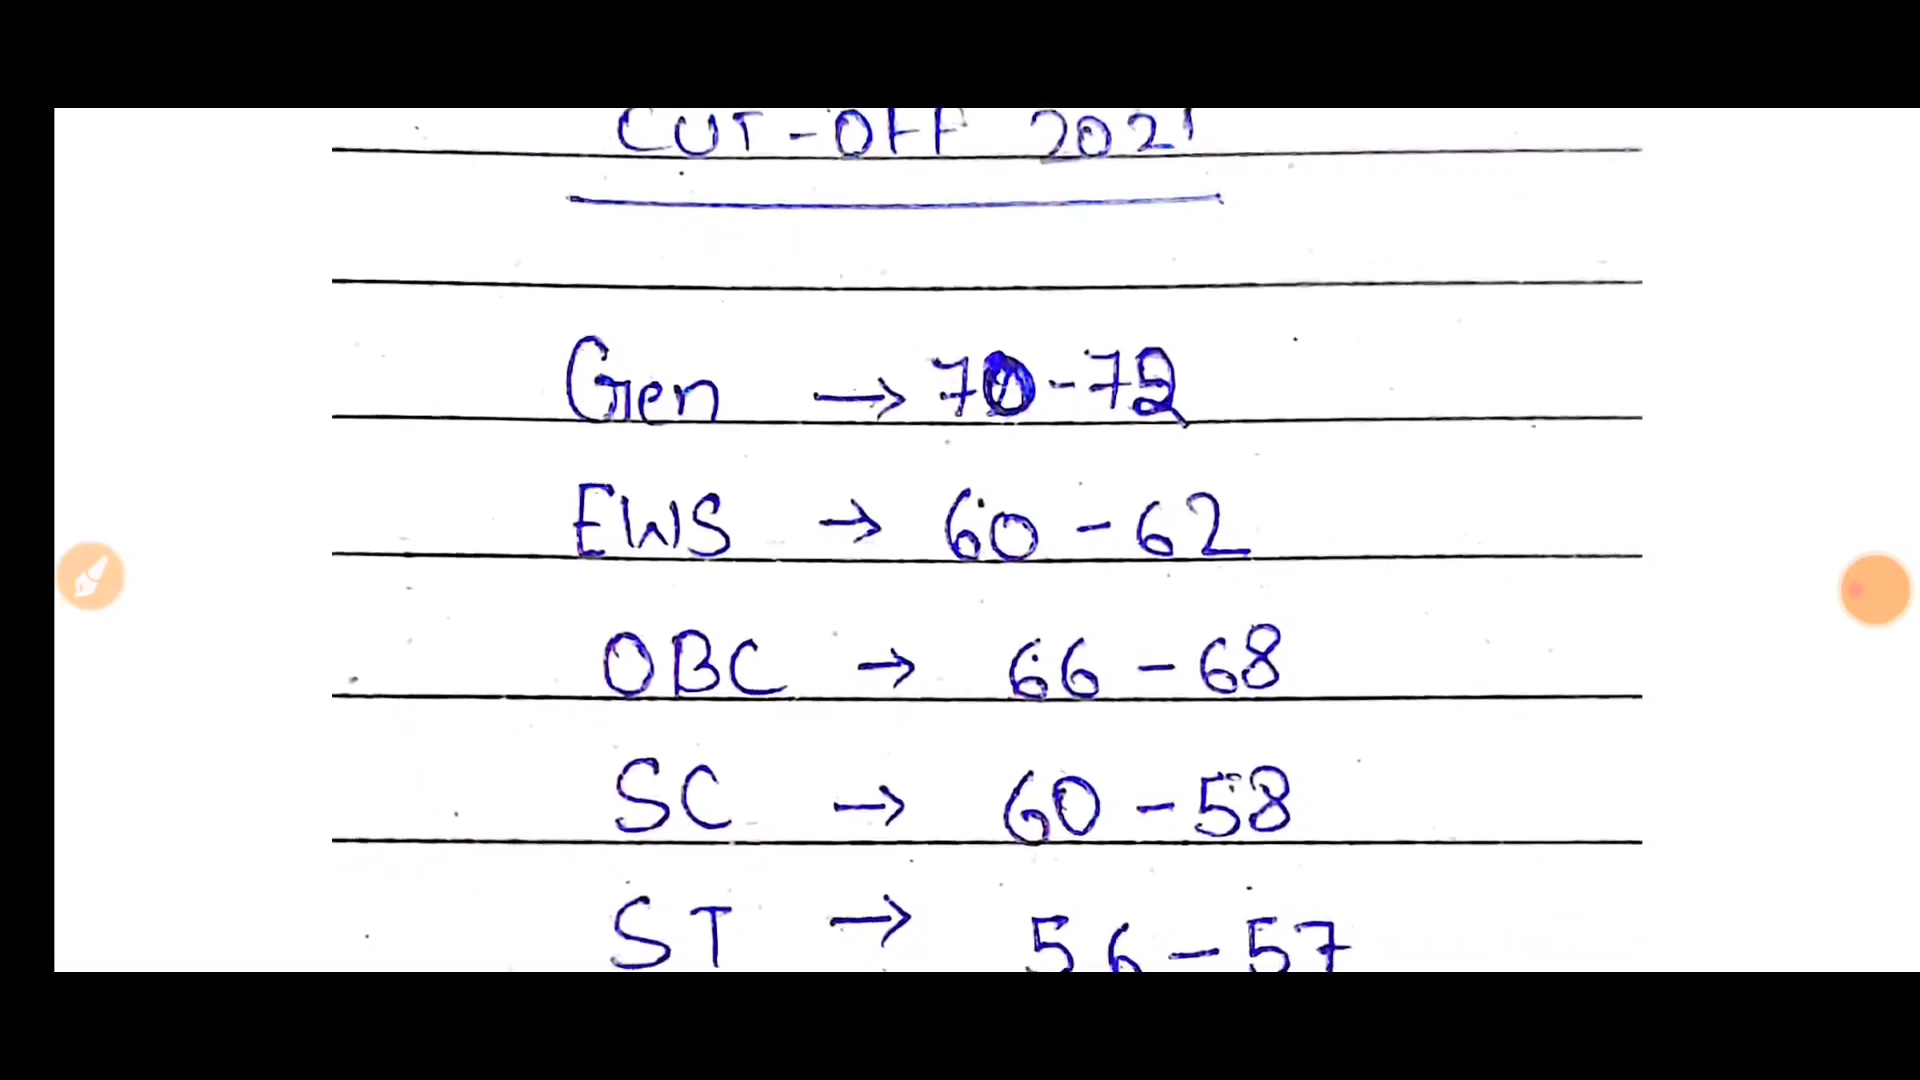 CUT-OFF 2021
Gen → 70-72
EWS → 60-62
OBC → 66-68
SC → 60-58
ST → 56-57